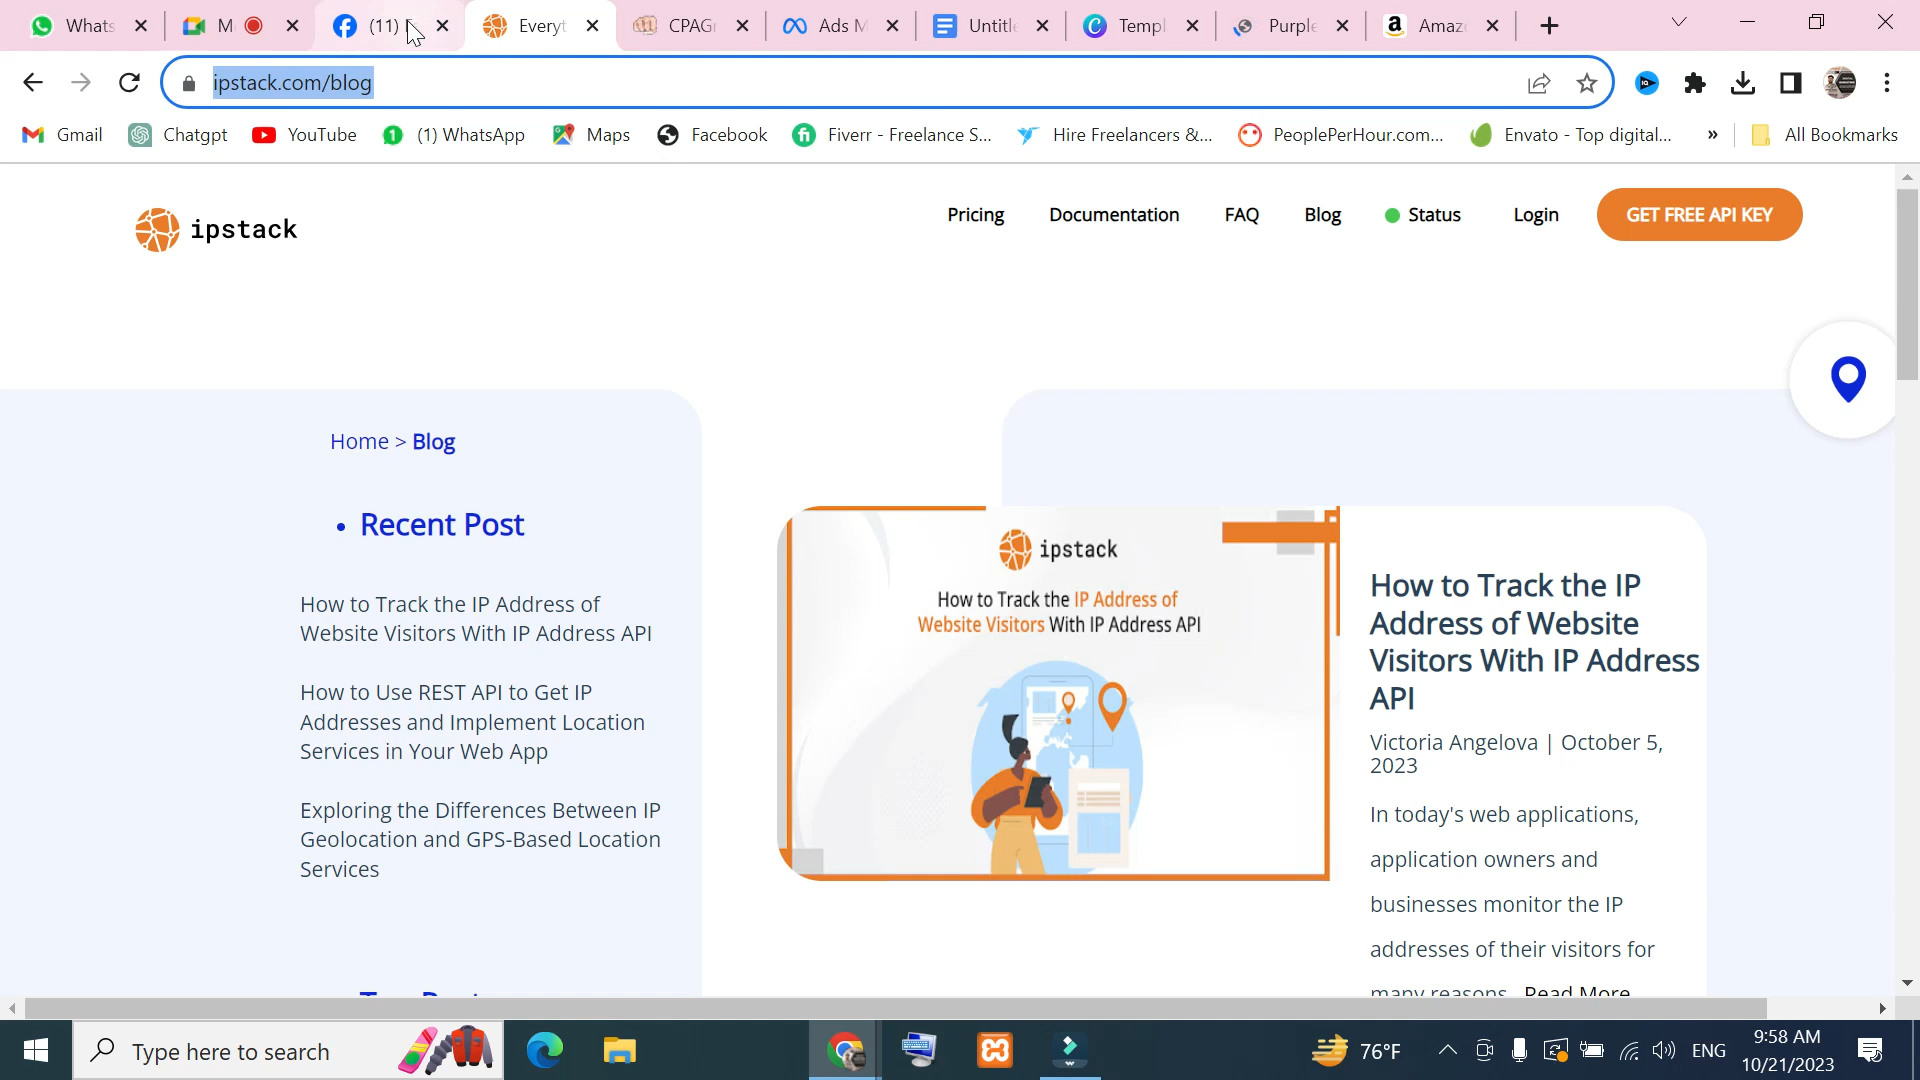 Whats
M
(11)
Everyt
CPAGr
Ads M
Untitle
Templ
Purple
Amaz
ipstack.com/blog
Gmail
Chatgpt
YouTube
(1) WhatsApp
Maps
Facebook
Fiverr - Freelance S...
Hire Freelancers &...
PeoplePerHour.com...
Envato - Top digital...
»
All Bookmarks
ipstack
Pricing
Documentation
FAQ
Blog
Status
Login
GET FREE API KEY
Home > Blog
Recent Post
How to Track the IP Address of
Website Visitors With IP Address API
How to Use REST API to Get IP
Addresses and Implement Location
Services in Your Web App
Exploring the Differences Between IP
Geolocation and GPS-Based Location
Services
ipstack
How to Track the IP Address of
Website Visitors With IP Address API
How to Track the IP
Address of Website
Visitors With IP Address
API
Victoria Angelova | October 5,
2023
In today's web applications,
application owners and
businesses monitor the IP
addresses of their visitors for
many reasons... Read More
Type here to search
76°F
ENG
9:58 AM
10/21/2023